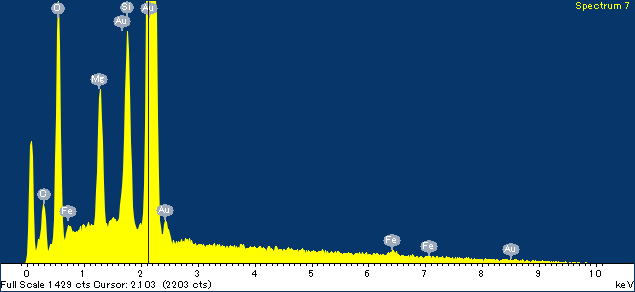 Spectrum 7
O Si Au
Au
Mg
O
Fe Au
Fe Fe Au
0 1 2 3 4 5 6 7 8 9 10
Full Scale 1429 cts Cursor: 2.103 (2203 cts) keV